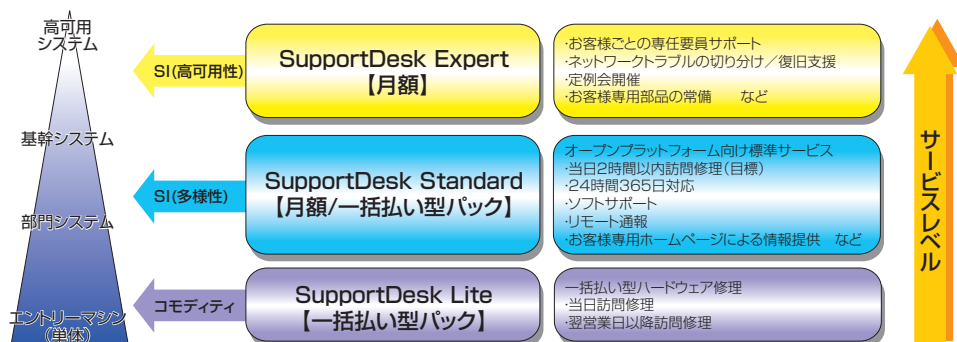 高可用
システム
基幹システム
部門システム
エントリーマシン
(単体)
SI(高可用性)
SupportDesk Expert
【月額】
･お客様ごとの専任要員サポート
･ネットワークトラブルの切り分け／復旧支援
･定例会開催
･お客様専用部品の常備　など
SI(多様性)
SupportDesk Standard
【月額/一括払い型パック】
オープンプラットフォーム向け標準サービス
･当日2時間以内訪問修理(目標)
･24時間365日対応
･ソフトサポート
･リモート通報
･お客様専用ホームページによる情報提供　など
コモディティ
SupportDesk Lite
【一括払い型パック】
一括払い型ハードウェア修理
･当日訪問修理
･翌営業日以降訪問修理
サービスレベル